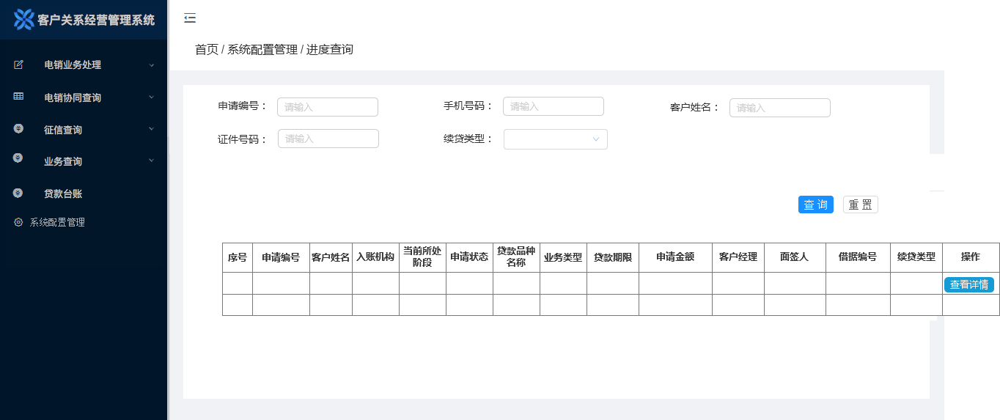 客户关系经营管理系统
首页 / 系统配置管理 / 进度查询
电销业务处理
电销协同查询
征信查询
业务查询
贷款台账
系统配置管理
申请编号： 请输入 手机号码： 请输入 客户姓名： 请输入
证件号码： 请输入 续贷类型：
查 询 重 置
序号 申请编号 客户姓名 入账机构 当前所处阶段 申请状态 贷款品种名称 业务类型 贷款期限 申请金额 客户经理 面签人 借据编号 续贷类型 操作
查看详情